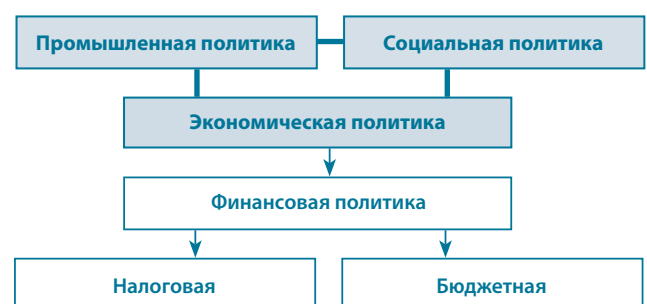 Промышленная политика
Социальная политика
Экономическая политика
Финансовая политика
Налоговая
Бюджетная